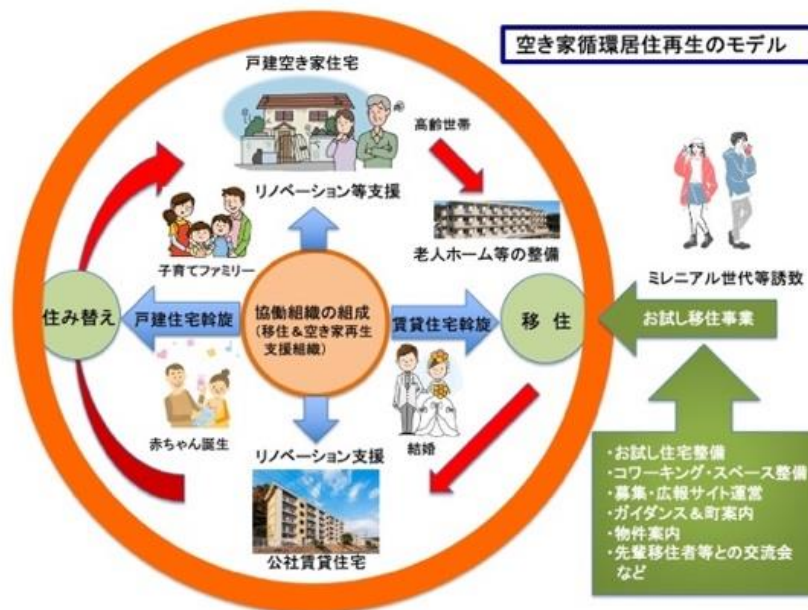 空き家循環居住再生のモデル
戸建空き家住宅
高齢世帯
リノベーション等支援
子育てファミリー
老人ホーム等の整備
ミレニアル世代等誘致
住み替え
戸建住宅斡旋
協働組織の組成
(移住&空き家再生
支援組織)
賃貸住宅斡旋
移 住
お試し移住事業
赤ちゃん誕生
リノベーション支援
結婚
公社賃貸住宅
・お試し住宅整備
・コワーキング・スペース整備
・募集・広報サイト運営
・ガイダンス&町案内
・物件案内
・先輩移住者等との交流会
など